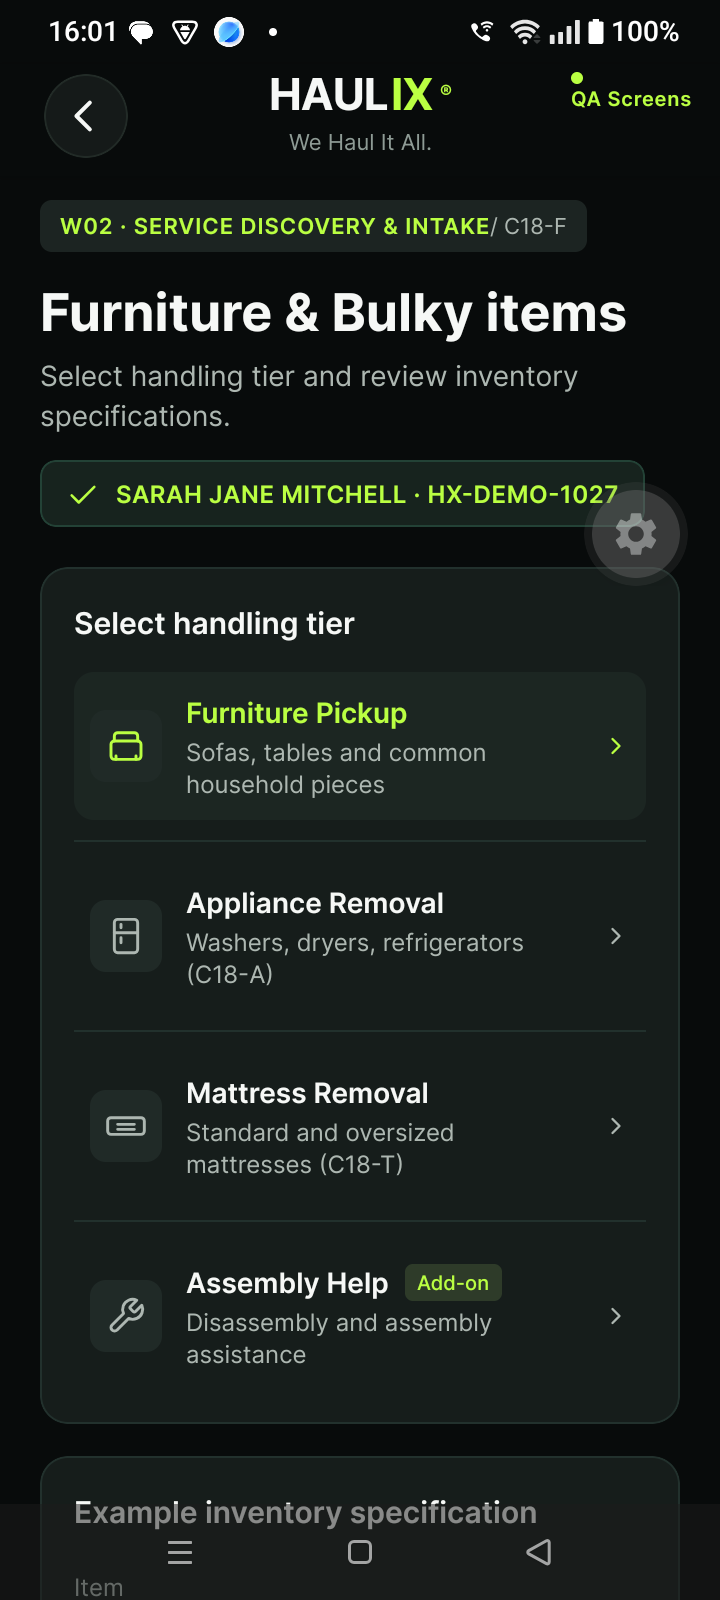 16:01
100%
HAULIX ®
QA Screens
We Haul It All.
W02 · SERVICE DISCOVERY & INTAKE/ C18-F
Furniture & Bulky items
Select handling tier and review inventory
specifications.
SARAH JANE MITCHELL · HX-DEMO-1027
Select handling tier
Furniture Pickup
Sofas, tables and common
household pieces
Appliance Removal
Washers, dryers, refrigerators
(C18-A)
Mattress Removal
Standard and oversized
mattresses (C18-T)
Assembly Help Add-on
Disassembly and assembly
assistance
Example inventory specification
Item